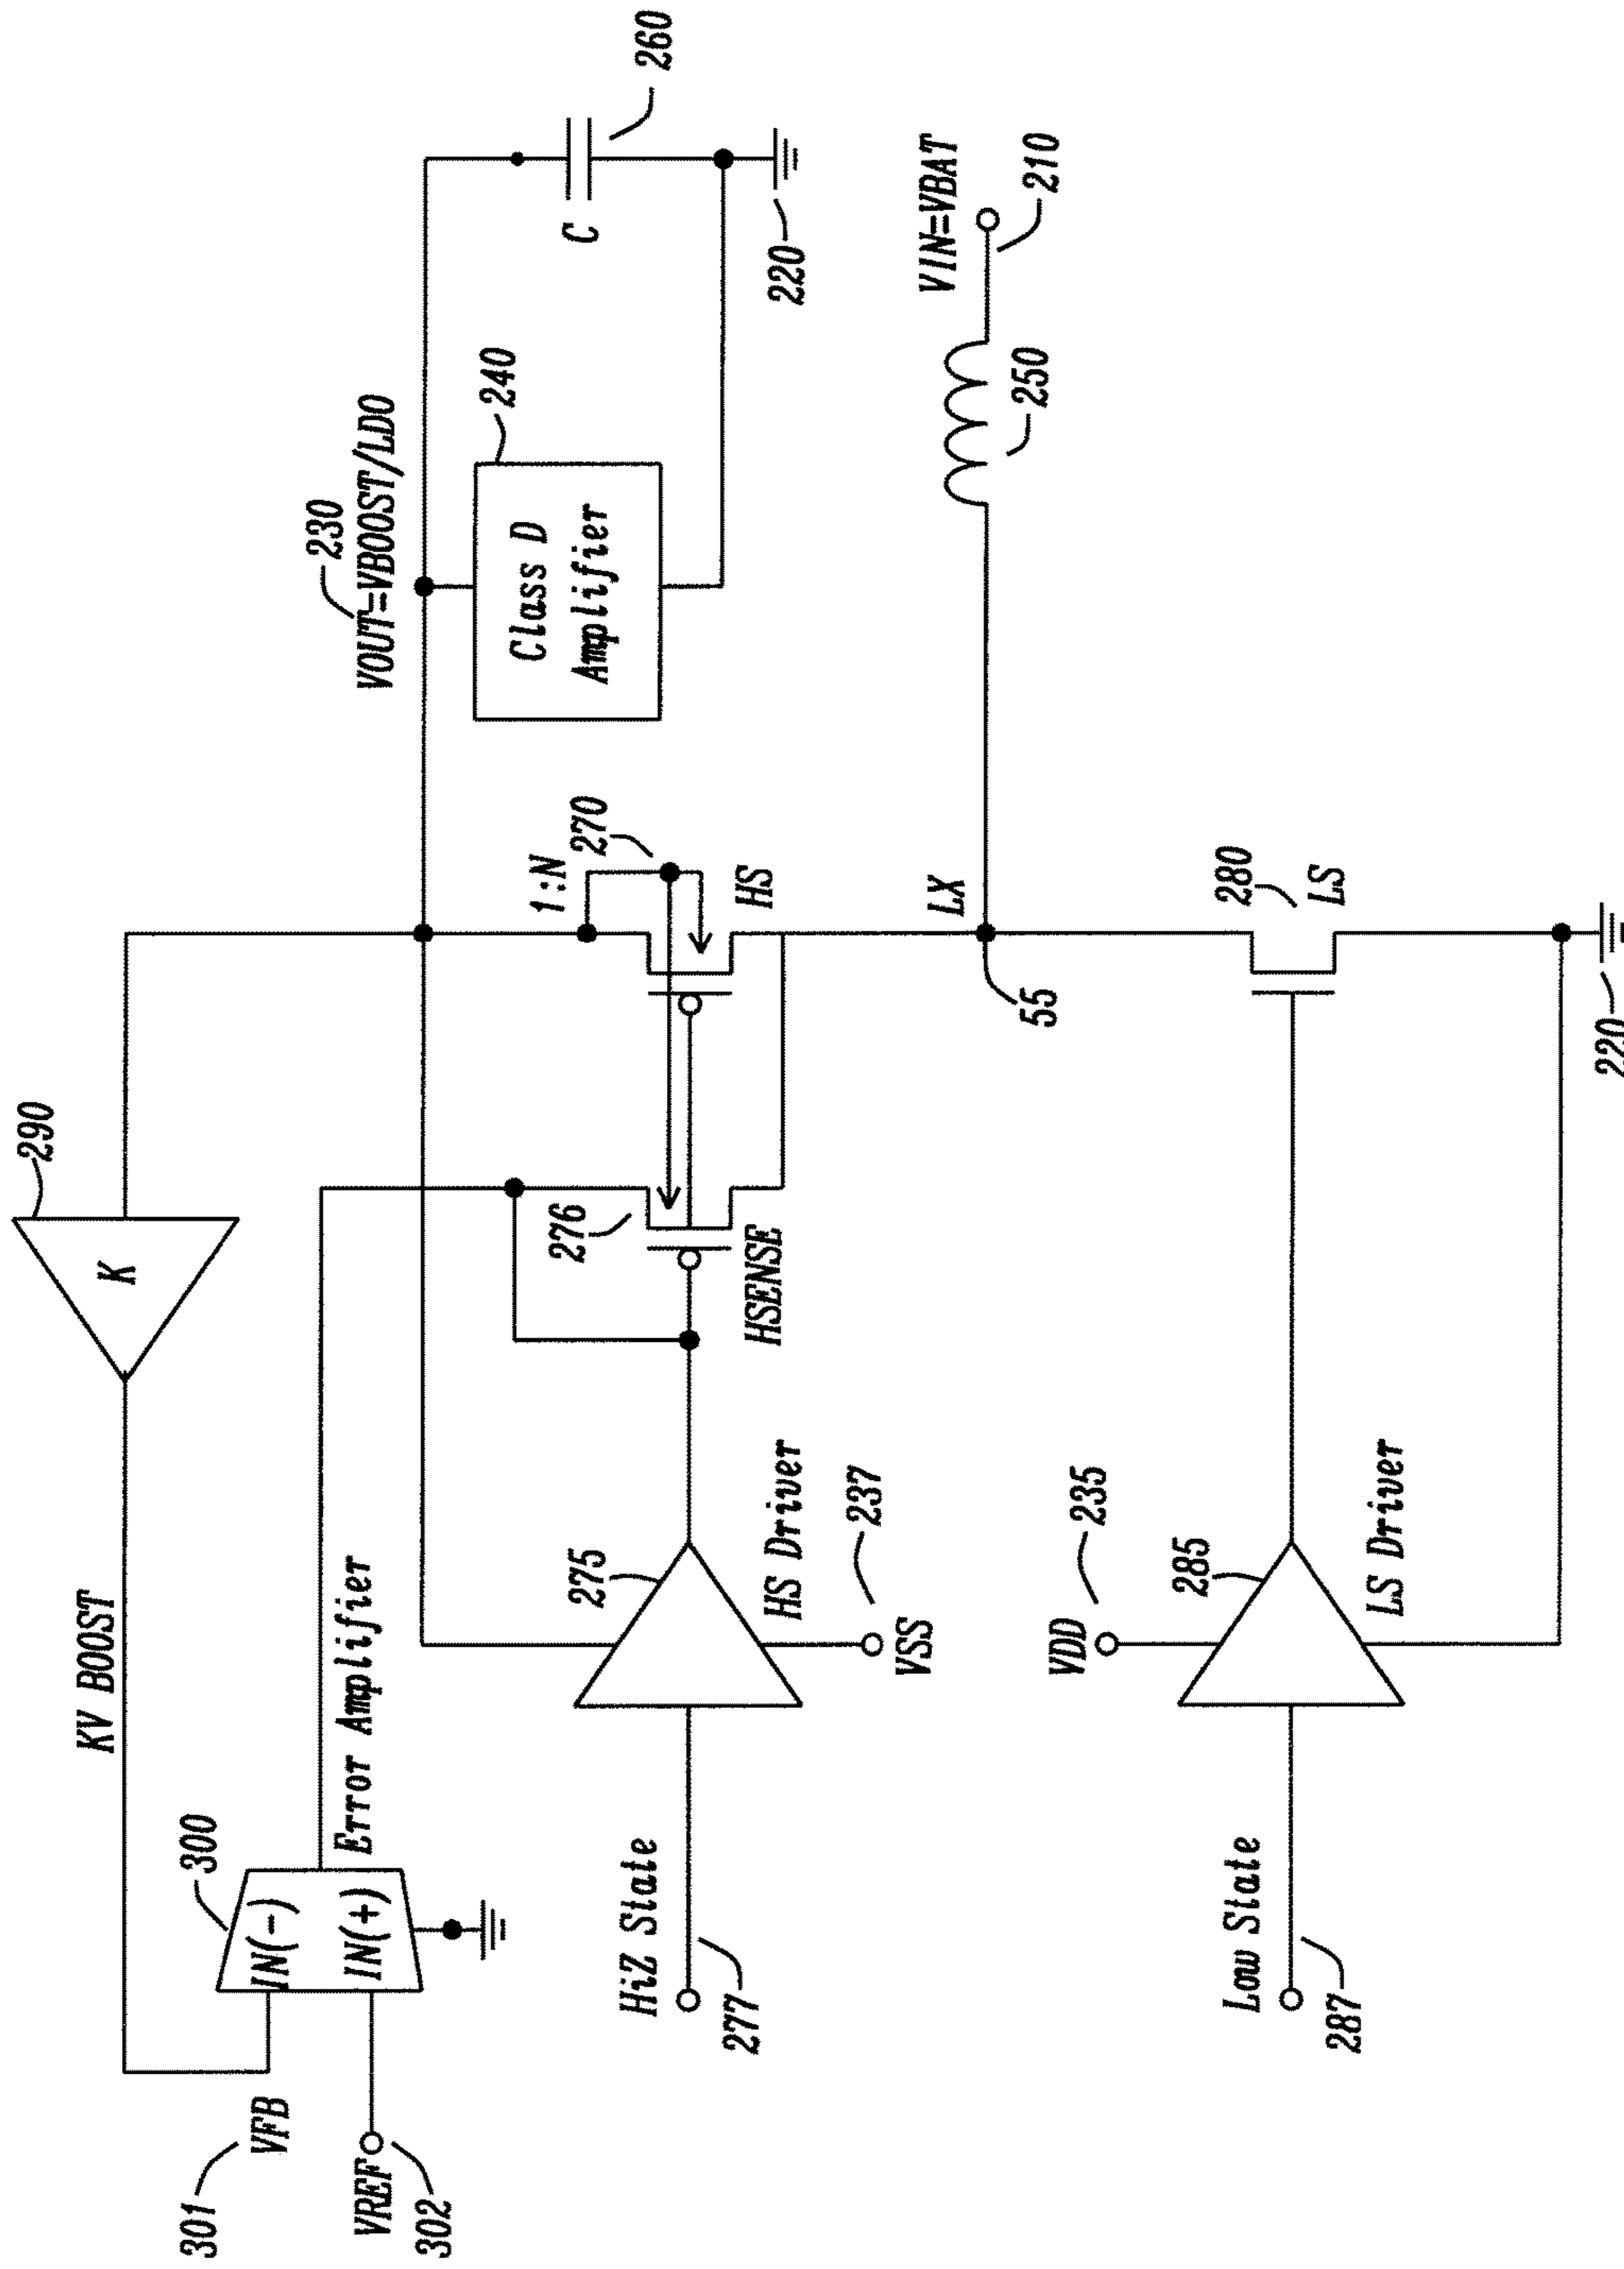 290
K
KV BOOST
300
IN(-)
IN(+)
Error Amplifier
301
VFB
VREF
302
230
VOUT=VBOOST/LDO
240
Class D
Amplifier
C
260
220
1:N
270
HS
276
HSENSE
275
HS Driver
237
VSS
HiZ State
277
LX
55
VIN=VBAT
210
250
280
LS
235
VDD
285
LS Driver
Low State
287
220